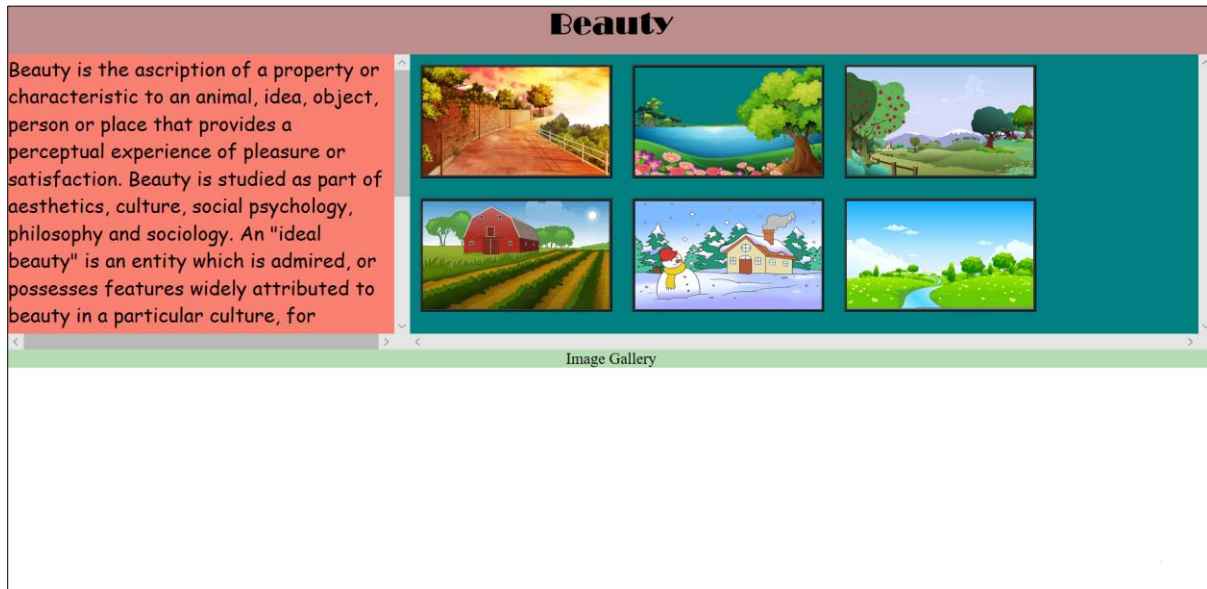 Beauty
Beauty is the ascription of a property or
characteristic to an animal, idea, object,
person or place that provides a
perceptual experience of pleasure or
satisfaction. Beauty is studied as part of
aesthetics, culture, social psychology,
philosophy and sociology. An "ideal
beauty" is an entity which is admired, or
possesses features widely attributed to
beauty in a particular culture, for
Image Gallery